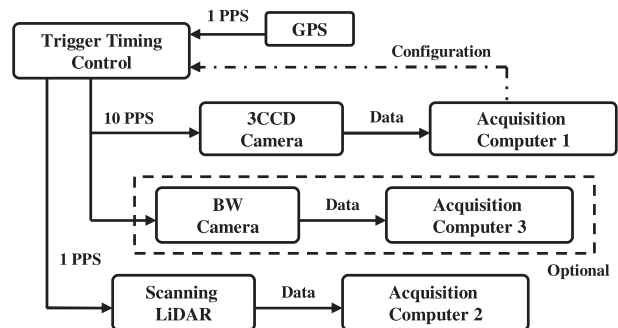 1 PPS
GPS
Trigger Timing
Control
Configuration
10 PPS
3CCD
Camera
Data
Acquisition
Computer 1
BW
Camera
Data
Acquisition
Computer 3
Optional
1 PPS
Scanning
LiDAR
Data
Acquisition
Computer 2